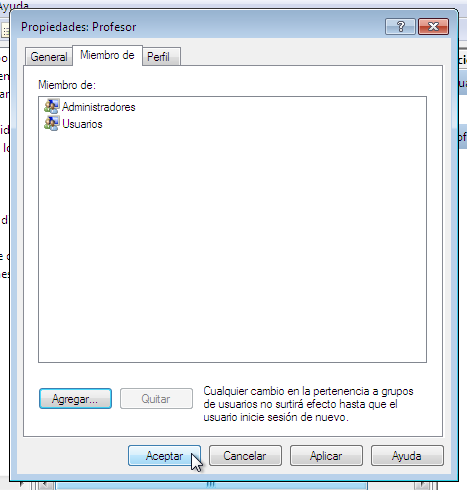 Ayuda
Propiedades: Profesor
General
Miembro de
Perfil
Miembro de:
Administradores
Usuarios
Agregar...
Quitar
Cualquier cambio en la pertenencia a grupos
de usuarios no surtirá efecto hasta que el
usuario inicie sesión de nuevo.
Aceptar
Cancelar
Aplicar
Ayuda